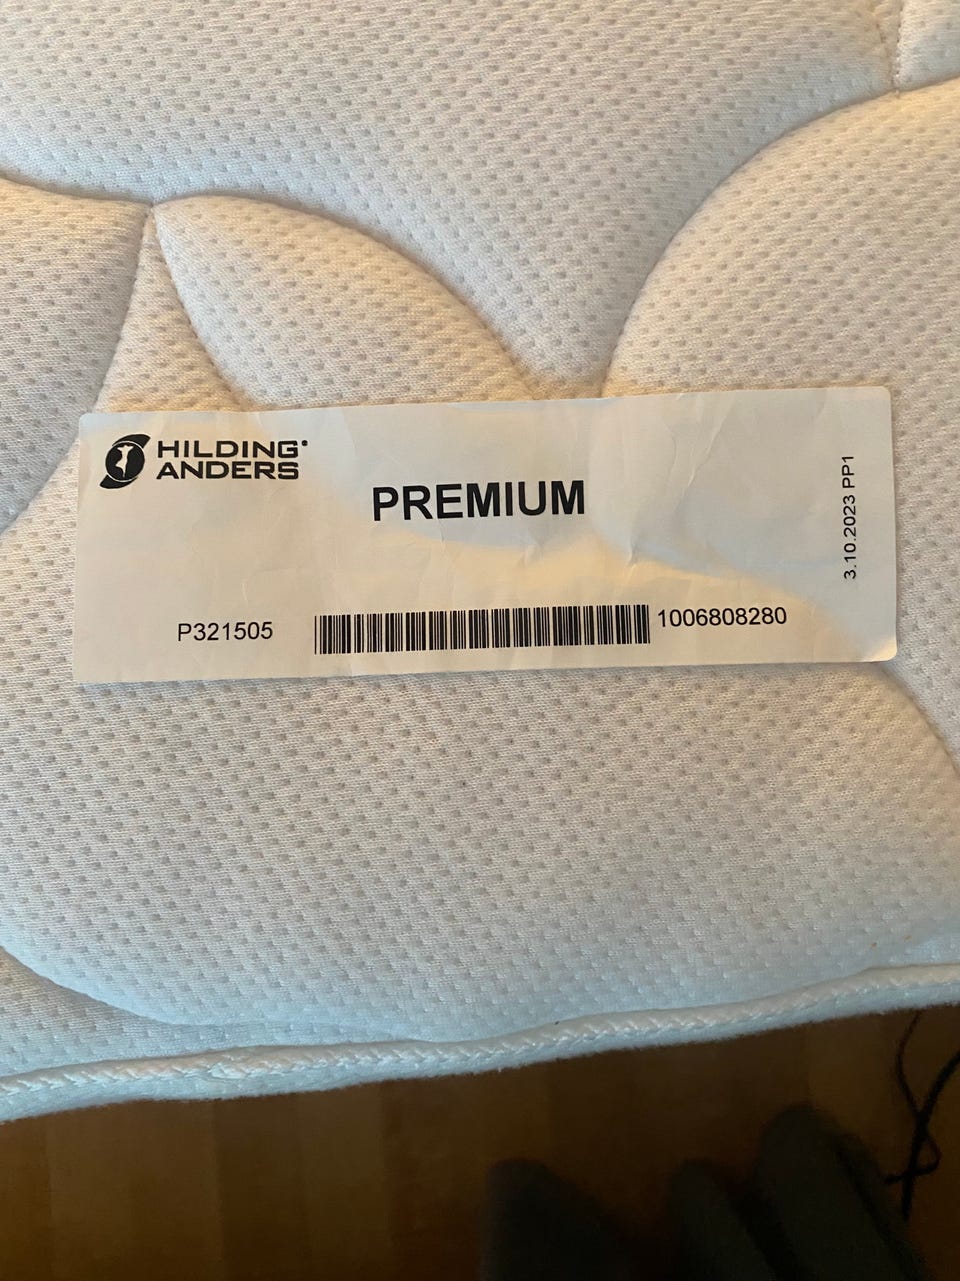 HILDING
ANDERS
PREMIUM
3.10.2023 PP1
P321505
1006808280